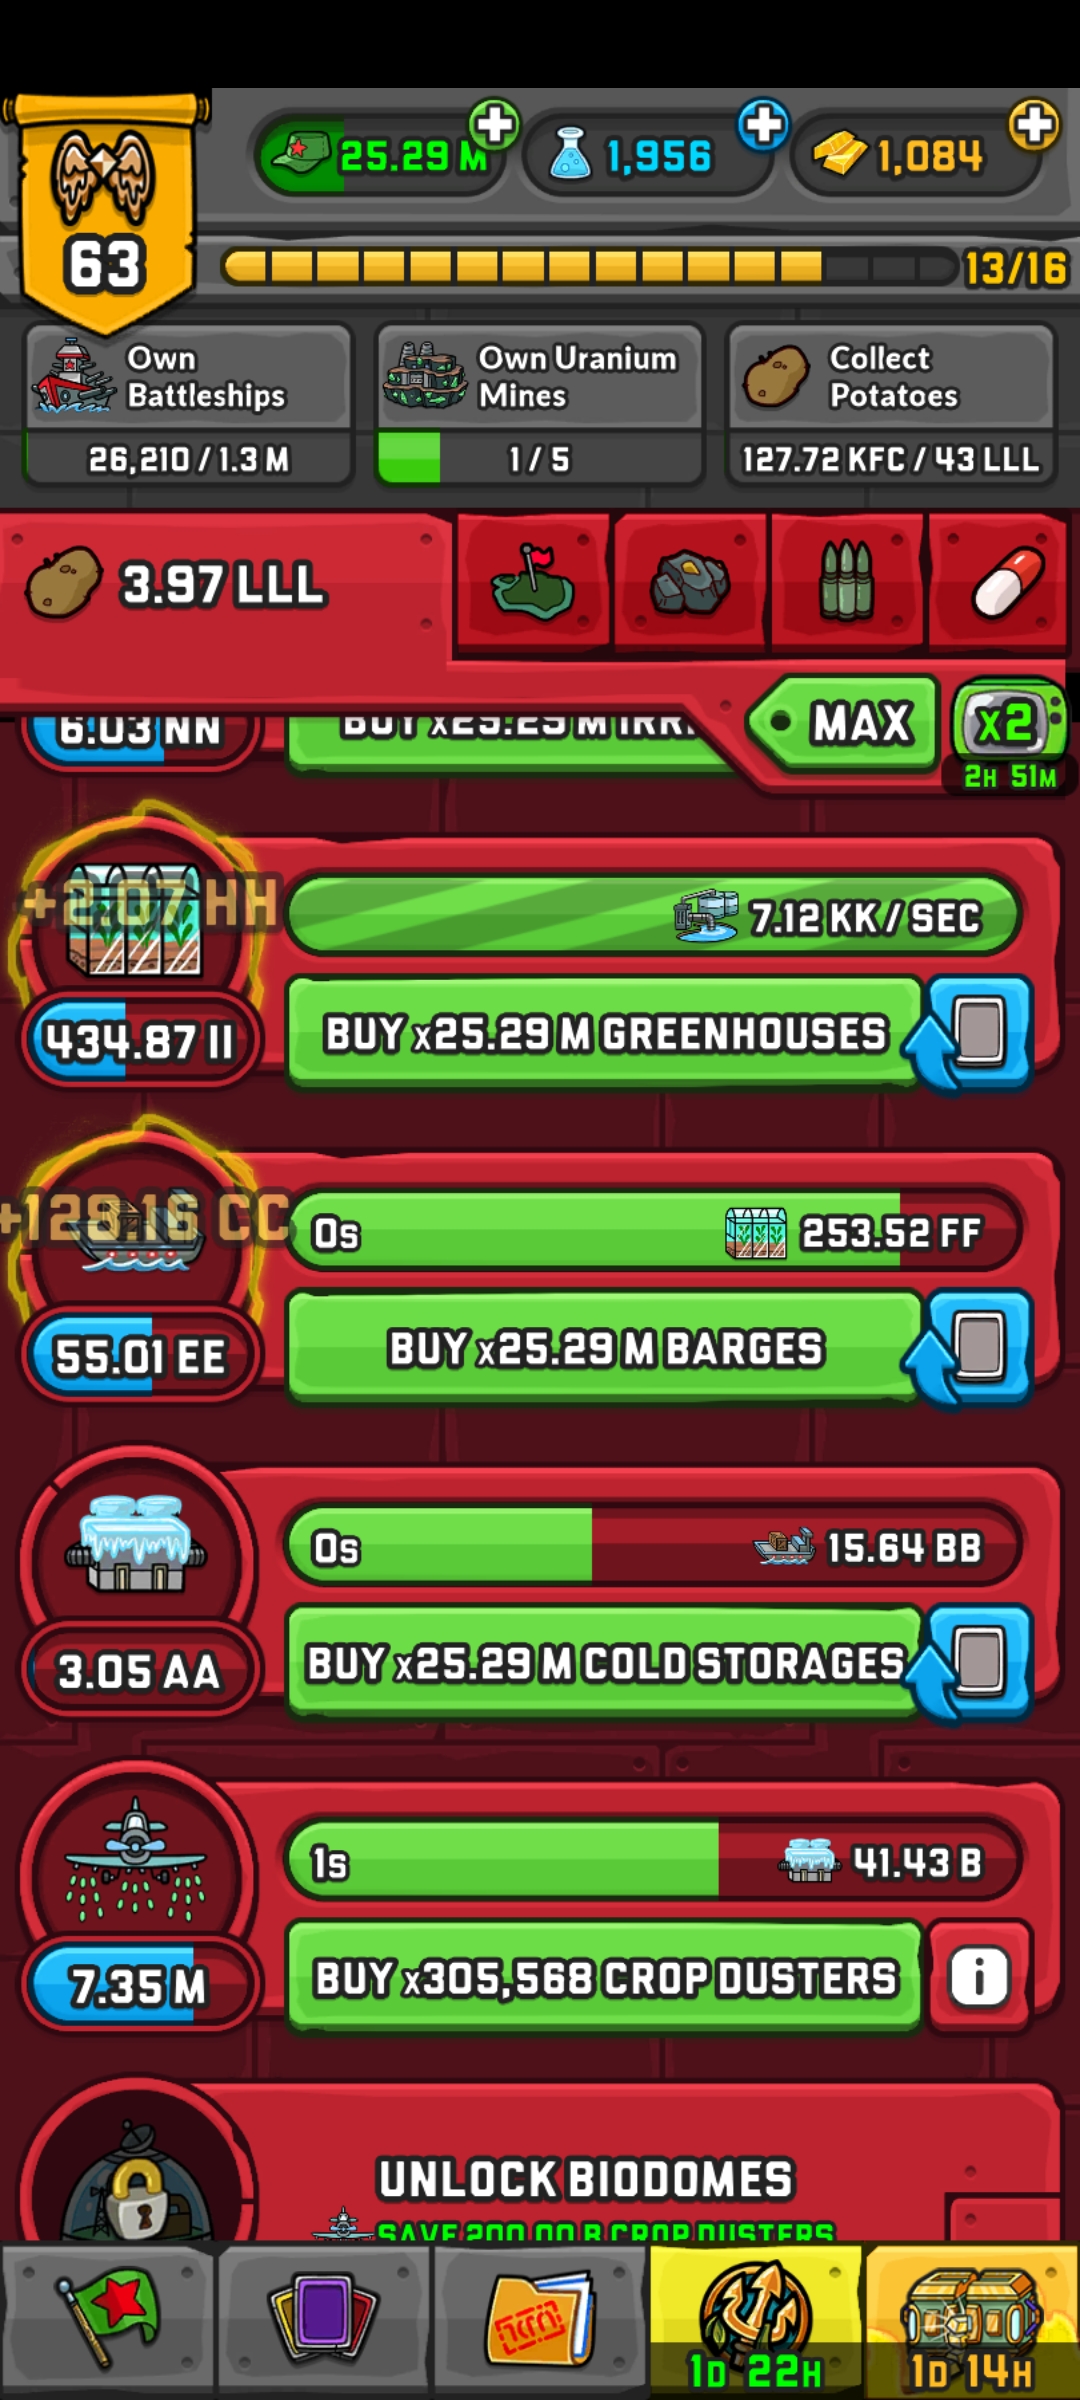 25.29 M
1,956
1,084
63
13/16
Own
Battleships
26,210 / 1.3 M
Own Uranium
Mines
1 / 5
Collect
Potatoes
127.72 KFC / 43 LLL
3.97 LLL
MAX
X2
2H 51M
6.03 NN
BUY x25.29 M IRR
+2.07 HH
7.12 KK / SEC
434.87 II
BUY x25.29 M GREENHOUSES
+129.16 CC
0s
253.52 FF
55.01 EE
BUY x25.29 M BARGES
0s
15.64 BB
3.05 AA
BUY x25.29 M COLD STORAGES
1s
41.43 B
7.35 M
BUY x305,568 CROP DUSTERS
i
UNLOCK BIODOMES
SAVE 200.00 B CROP DUSTERS
1D 22H
1D 14H